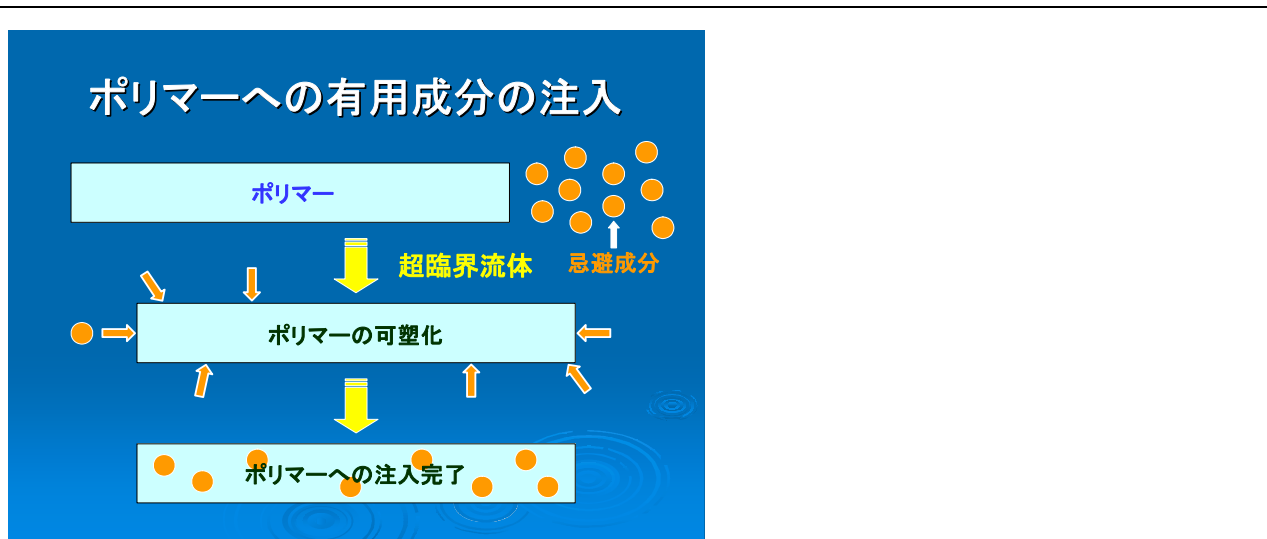 ポリマーへの有用成分の注入
ポリマー
超臨界流体
忌避成分
ポリマーの可塑化
ポリマーへの注入完了